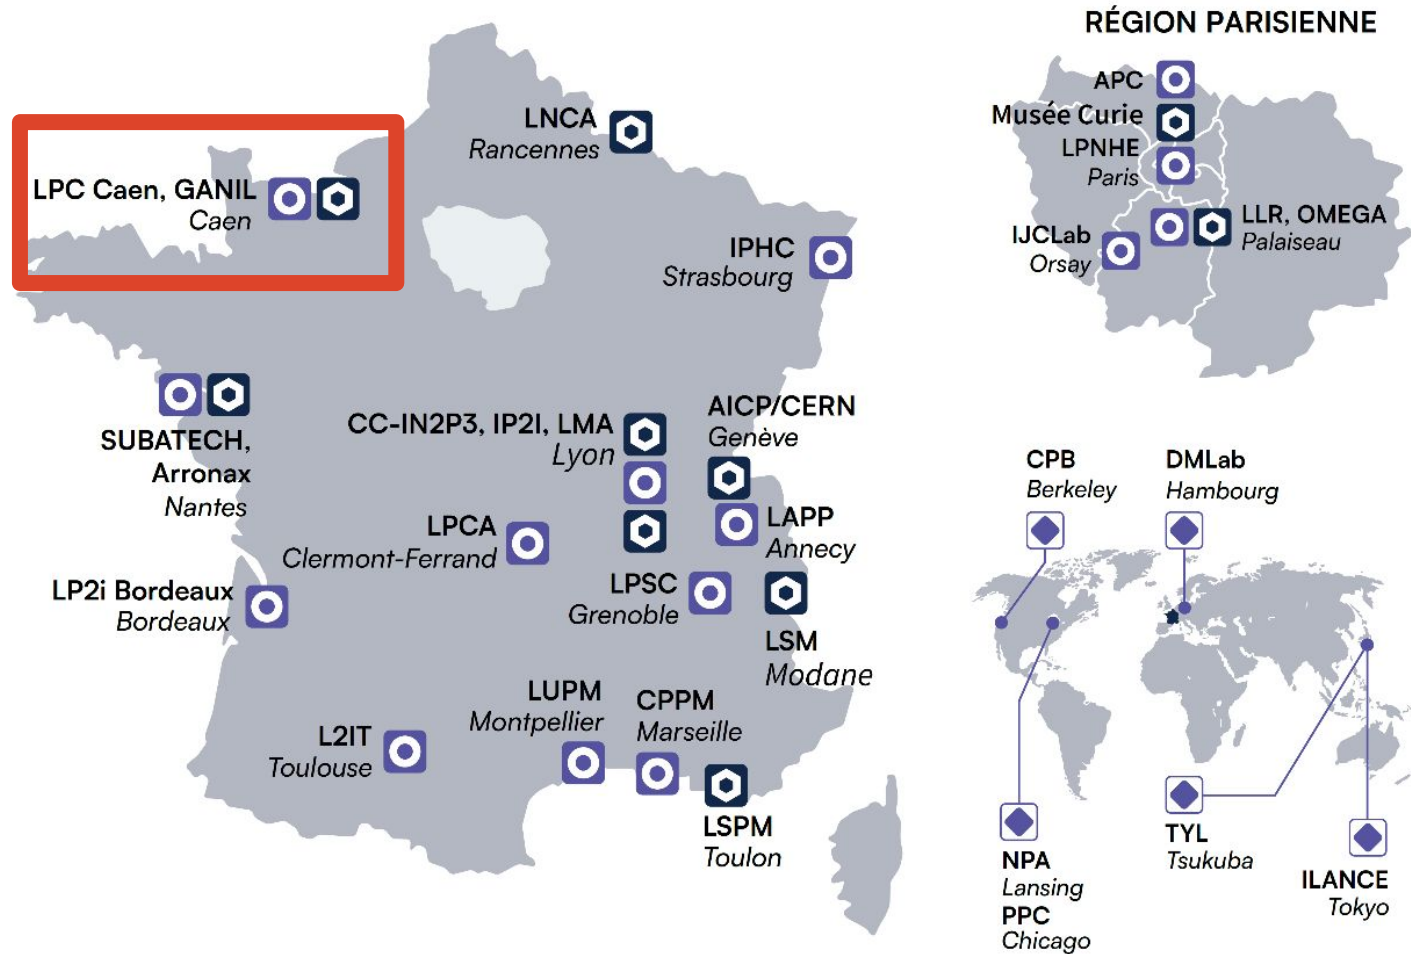 RÉGION PARISIENNE
APC
Musée Curie
LPNHE
Paris
LLR, OMEGA
Palaiseau
IJCLab
Orsay
LNCA
Rancennes
LPC Caen, GANIL
Caen
IPHC
Strasbourg
SUBATECH,
Arronax
Nantes
CC-IN2P3, IP2I, LMA
Lyon
AICP/CERN
Genève
LPCA
Clermont-Ferrand
LAPP
Annecy
LP2i Bordeaux
Bordeaux
LPSC
Grenoble
LSM
Modane
LUPM
Montpellier
CPPM
Marseille
L2IT
Toulouse
LSPM
Toulon
CPB
Berkeley
DMLab
Hambourg
NPA
Lansing
PPC
Chicago
TYL
Tsukuba
ILANCE
Tokyo